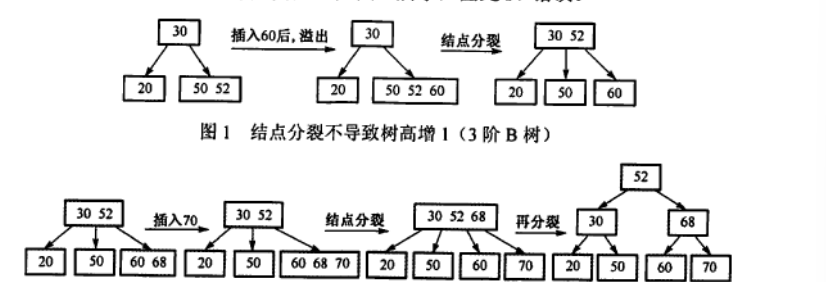 30 插入60后,溢出 30 结点分裂 30 52
20 50 52 20 50 52 60 20 50 60
图1 结点分裂不导致树高增1(3阶B树)
52
30 52 插入70 30 52 结点分裂 30 52 68 再分裂 30 68
20 50 60 68 20 50 60 68 70 20 50 60 70 20 50 60 70